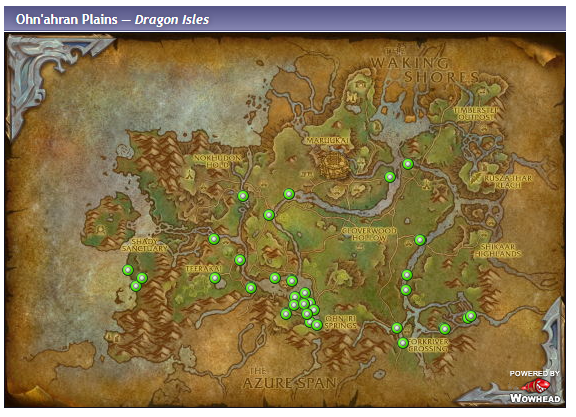 Ohn'ahran Plains — Dragon Isles
THE
WAKING
SHORES
TIMBERSTEP
OUTPOST
MARUUKAI
NOKHUDON
HOLD
RUSZA'THAR
REACH
CLOVERWOOD
HOLLOW
SHADY
SANCTUARY
SHIKAAR
HIGHLANDS
TEERAKAI
OHN'IRI
SPRINGS
FORKRIVER
CROSSING
THE
AZURE SPAN
POWERED BY
WOWHEAD